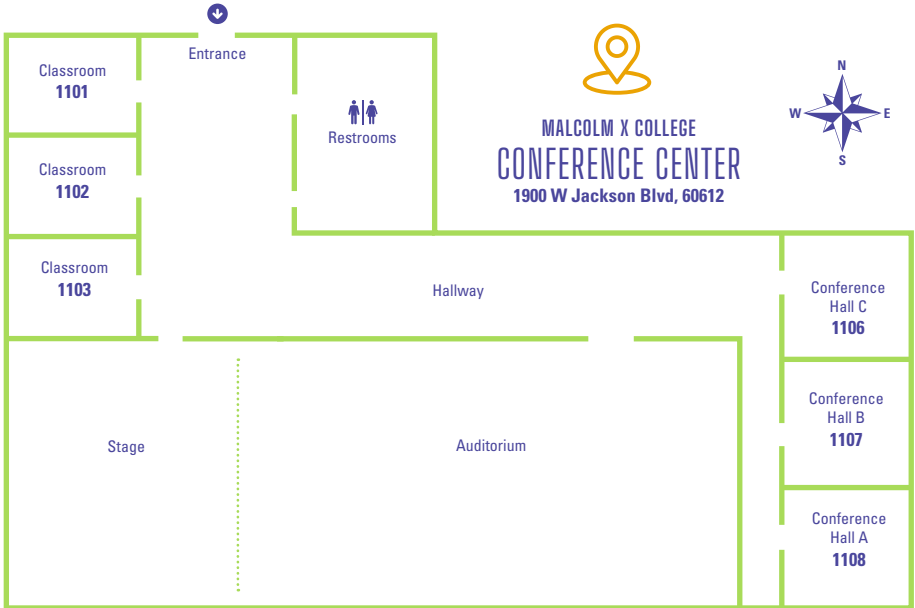 Entrance
Classroom
1101
Restrooms
Classroom
1102
Classroom
1103
MALCOLM X COLLEGE
CONFERENCE CENTER
1900 W Jackson Blvd, 60612
N
W
E
S
Hallway
Conference
Hall C
1106
Conference
Hall B
1107
Conference
Hall A
1108
Stage
Auditorium